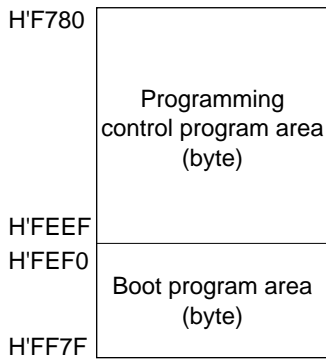 H'F780
Programming
control program area
(byte)
H'FEEF
H'FEF0
Boot program area
(byte)
H'FF7F